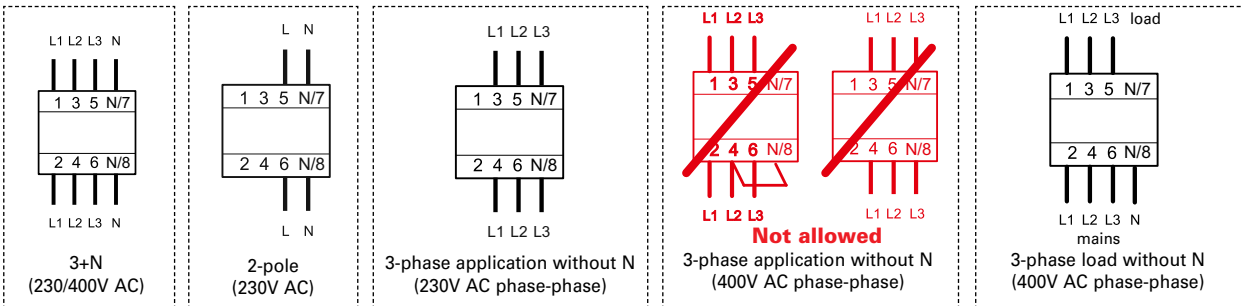 L1 L2 L3 N
1 3 5 N/7
2 4 6 N/8
L1 L2 L3 N
3+N
(230/400V AC)
L N
1 3 5 N/7
2 4 6 N/8
L N
2-pole
(230V AC)
L1 L2 L3
1 3 5 N/7
2 4 6 N/8
L1 L2 L3
3-phase application without N
(230V AC phase-phase)
L1 L2 L3
1 3 5 N/7
2 4 6 N/8
L1 L2 L3
L1 L2 L3
1 3 5 N/7
2 4 6 N/8
L1 L2 L3
Not allowed
3-phase application without N
(400V AC phase-phase)
L1 L2 L3 load
1 3 5 N/7
2 4 6 N/8
L1 L2 L3 N
mains
3-phase load without N
(400V AC phase-phase)